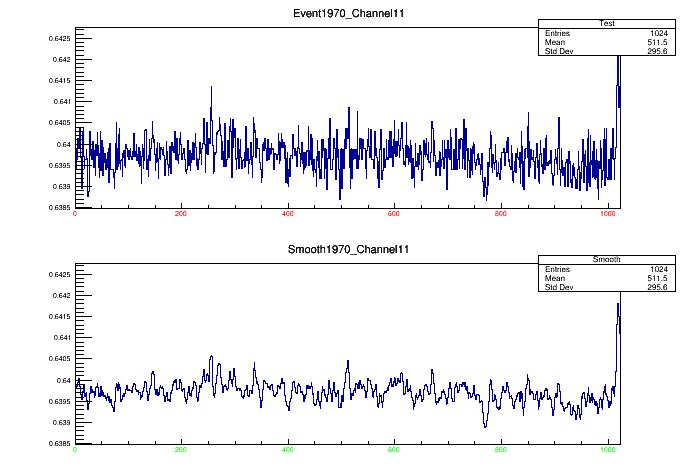 Event1970_Channel11
Test
Entries 1024
Mean 511.5
Std Dev 295.6
0.6425
0.642
0.6415
0.641
0.6405
0.64
0.6395
0.639
0.6385
0 200 400 600 800 1000
Smooth1970_Channel11
Smooth
Entries 1024
Mean 511.5
Std Dev 295.6
0.6425
0.642
0.6415
0.641
0.6405
0.64
0.6395
0.639
0.6385
0 200 400 600 800 1000